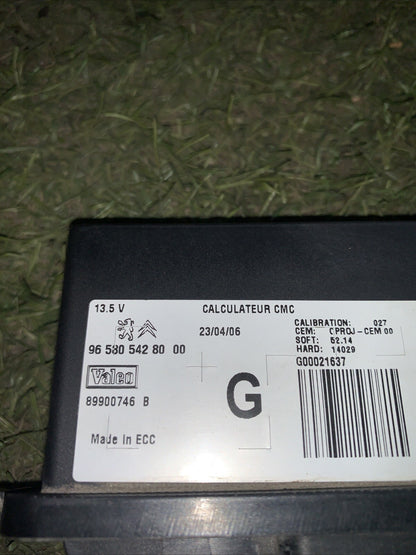 13.5 V
CALCULATEUR CMC
23/04/06
96 580 542 80 00
CALIBRATION: 027
CEM: CPROJ-CEM 00
SOFT: 52.14
HARD: 14029
G00021637
Valeo
89900746 B
G
Made in ECC